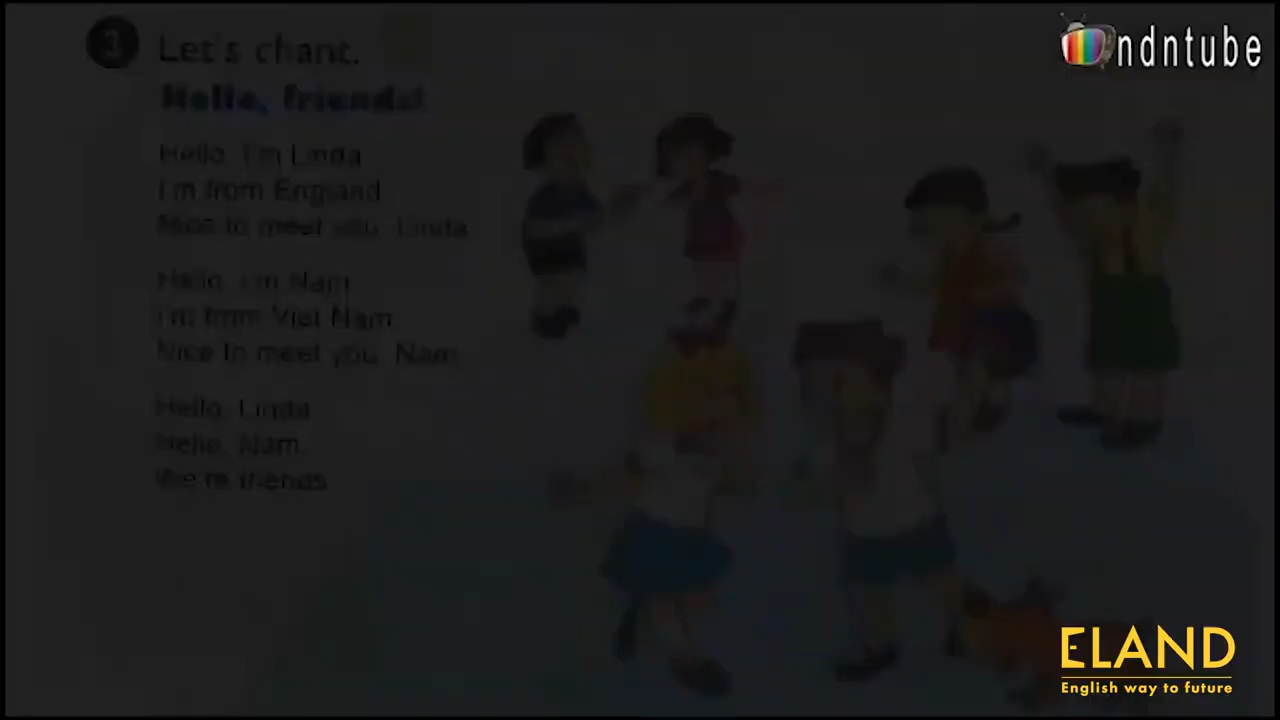 3 Let's chant.
Hello, friends!
Hello, I'm Linda
I'm from England
Nice to meet you, Linda
Hello, I'm Nam
I'm from Viet Nam
Nice to meet you, Nam
Hello, Linda
Hello, Nam.
We're friends
ndntube
ELAND
English way to future